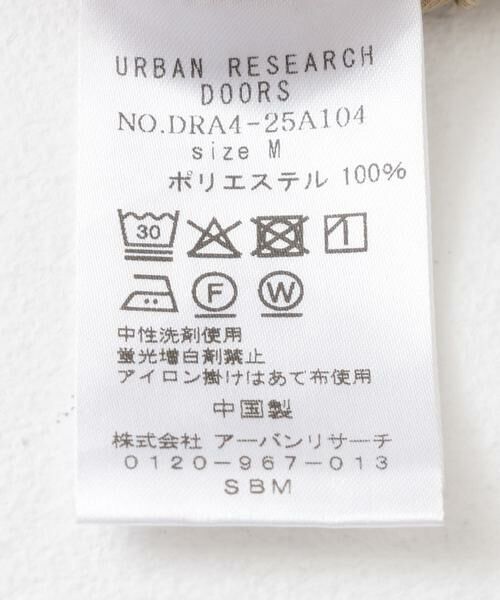 URBAN RESEARCH
DOORS
NO.DRA4-25A104
size M
ポリエステル 100%
30
F W
中性洗剤使用
蛍光増白剤禁止
アイロン掛けはあて布使用
中国製
株式会社 アーバンリサーチ
0120-967-013
SBM